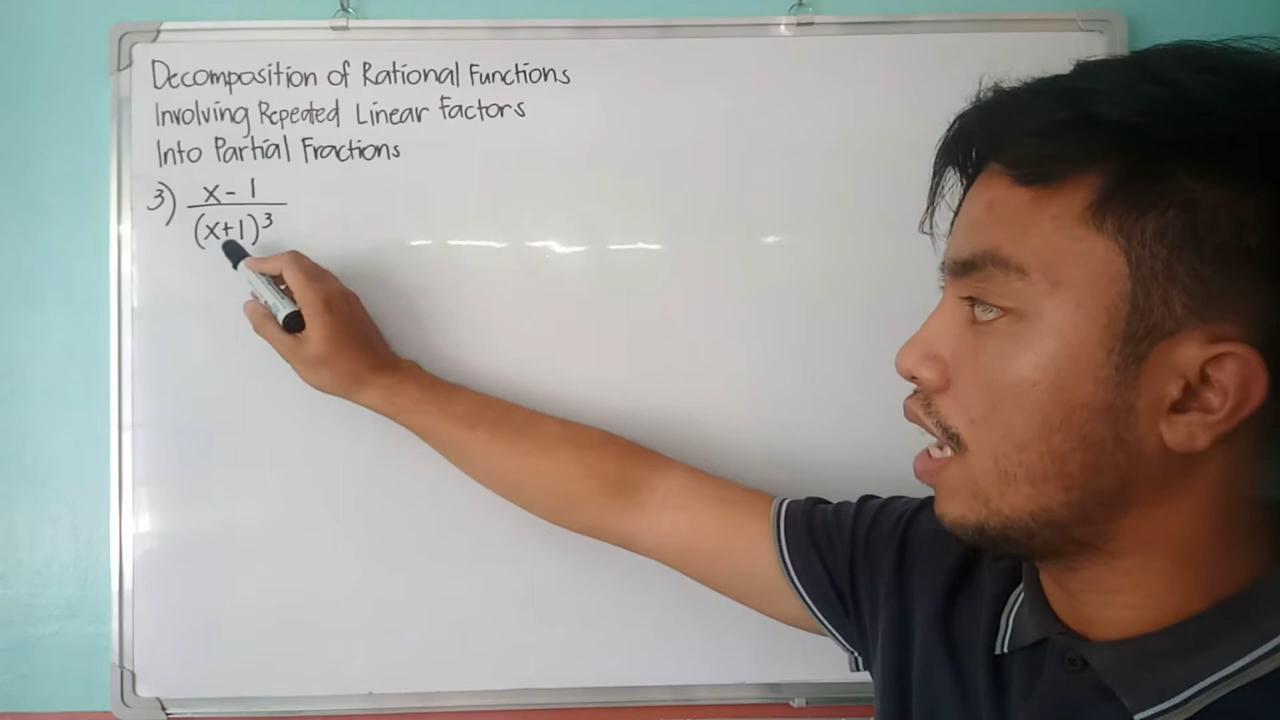 Decomposition of Rational Functions
Involving Repeated Linear Factors
Into Partial Fractions
3) x - 1
(x+1)³